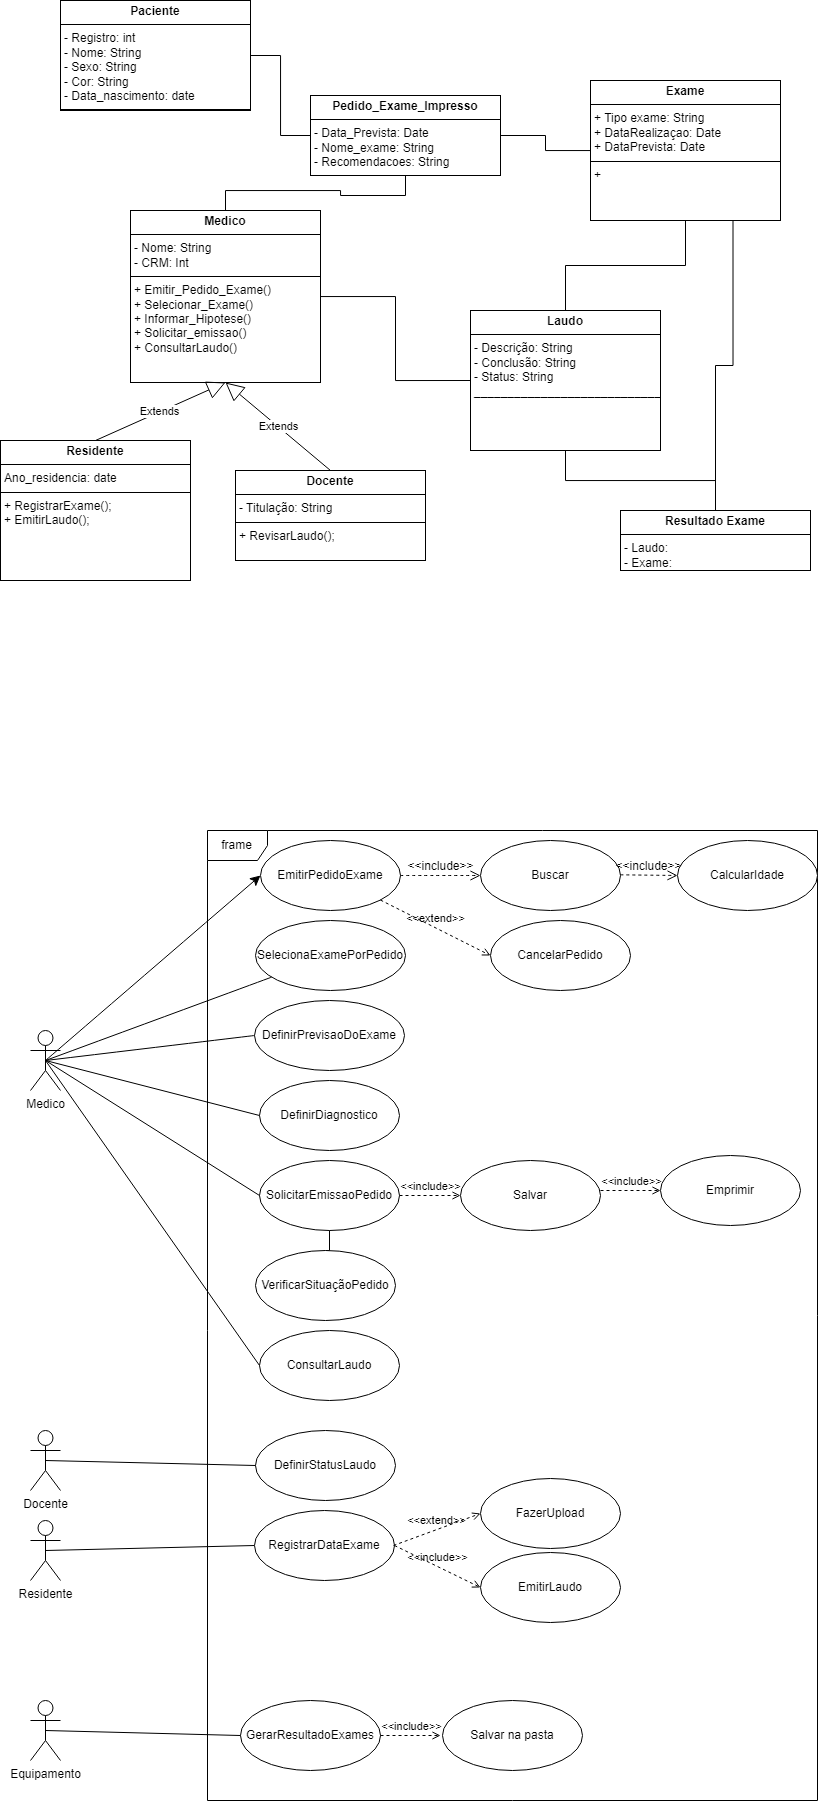 Paciente
- Registro: int
- Nome: String
- Sexo: String
- Cor: String
- Data_nascimento: date
Pedido_Exame_Impresso
- Data_Prevista: Date
- Nome_exame: String
- Recomendacoes: String
Exame
+ Tipo exame: String
+ DataRealizaçao: Date
+ DataPrevista: Date
+
Medico
- Nome: String
- CRM: Int
+ Emitir_Pedido_Exame()
+ Selecionar_Exame()
+ Informar_Hipotese()
+ Solicitar_emissao()
+ ConsultarLaudo()
Laudo
- Descrição: String
- Conclusão: String
- Status: String
Extends
Extends
Residente
Ano_residencia: date
+ RegistrarExame();
+ EmitirLaudo();
Docente
- Titulação: String
+ RevisarLaudo();
Resultado Exame
- Laudo:
- Exame:
frame
EmitirPedidoExame
<<include>>
Buscar
<<include>>
CalcularIdade
<<extend>>
CancelarPedido
SelecionaExamePorPedido
DefinirPrevisaoDoExame
Medico
DefinirDiagnostico
SolicitarEmissaoPedido
<<include>>
Salvar
<<include>>
Emprimir
VerificarSituaçãoPedido
ConsultarLaudo
Docente
DefinirStatusLaudo
Residente
RegistrarDataExame
<<extend>>
FazerUpload
<<include>>
EmitirLaudo
Equipamento
GerarResultadoExames
<<include>>
Salvar na pasta